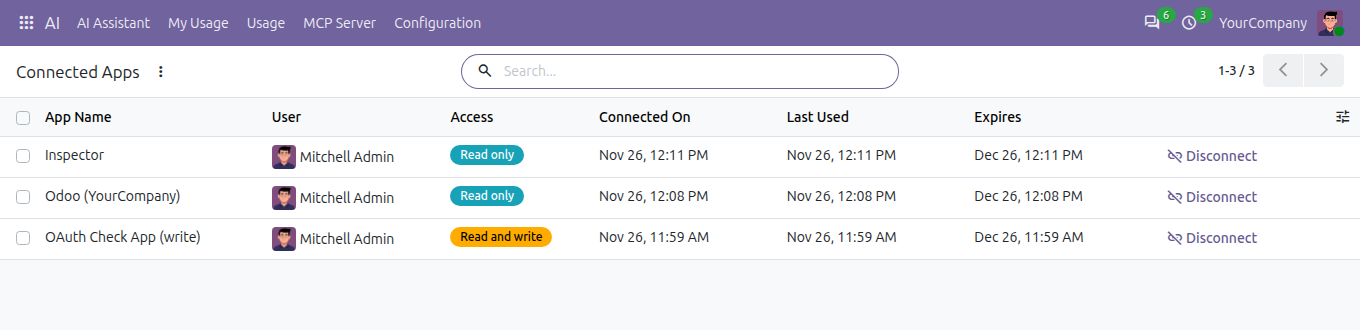 AI AI Assistant My Usage Usage MCP Server Configuration 6 3 YourCompany
Connected Apps Search... 1-3 / 3
App Name User Access Connected On Last Used Expires
Inspector Mitchell Admin Read only Nov 26, 12:11 PM Nov 26, 12:11 PM Dec 26, 12:11 PM Disconnect
Odoo (YourCompany) Mitchell Admin Read only Nov 26, 12:08 PM Nov 26, 12:08 PM Dec 26, 12:08 PM Disconnect
OAuth Check App (write) Mitchell Admin Read and write Nov 26, 11:59 AM Nov 26, 11:59 AM Dec 26, 11:59 AM Disconnect